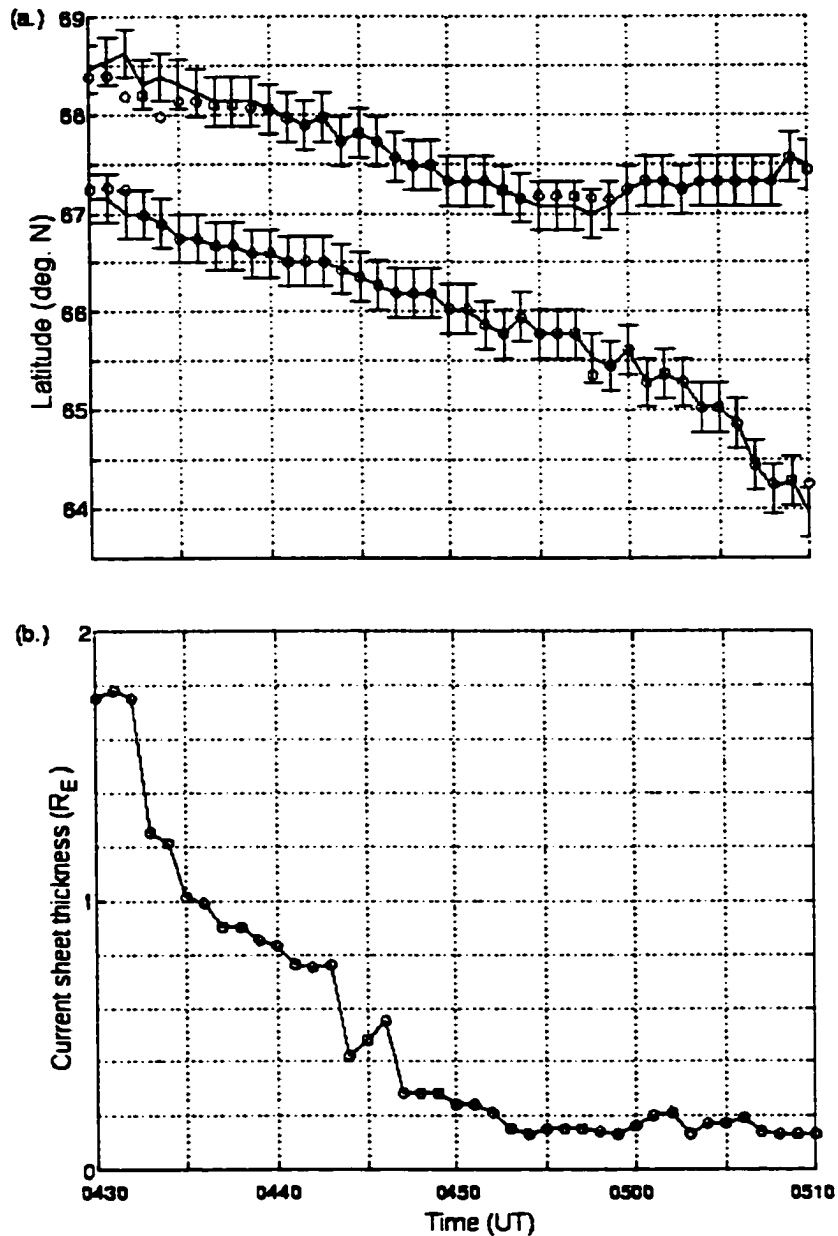 (a.)
69
68
67
66
65
64
Latitude (deg. N)
(b.)
2
1
0
Current sheet thickness (RE)
0430 0440 0450 0500 0510
Time (UT)